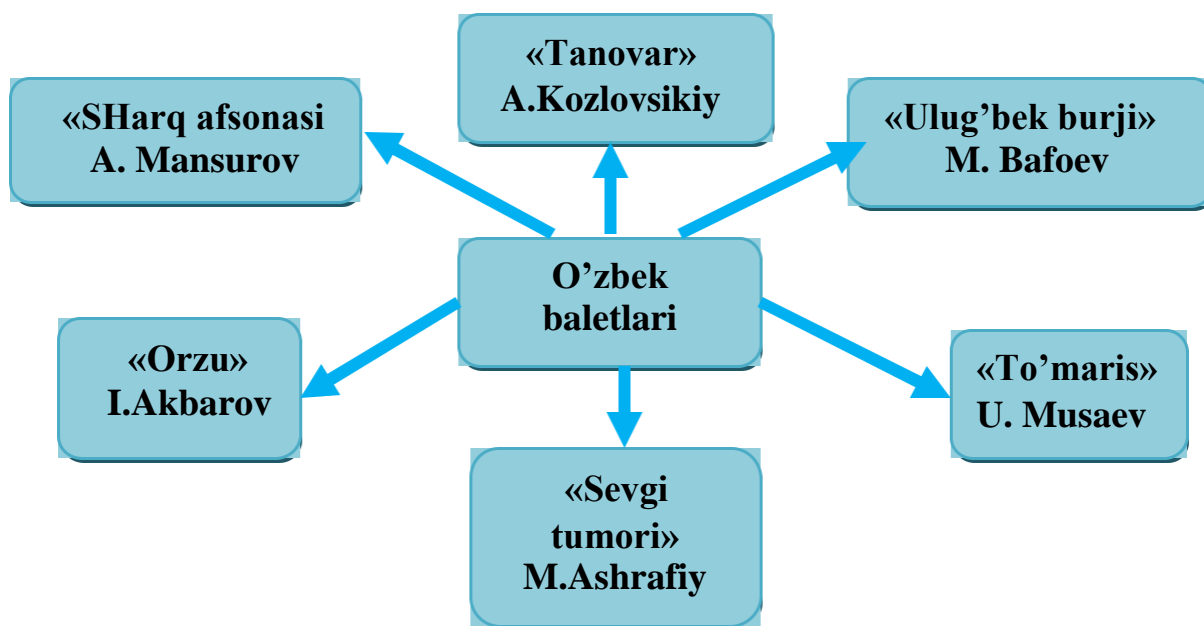 «Tanovar»
A.Kozlovsikiy
«SHarq afsonasi
A. Mansurov
«Ulug’bek burji»
M. Bafoev
O’zbek
baletlari
«Orzu»
I.Akbarov
«To’maris»
U. Musaev
«Sevgi
tumori»
M.Ashrafiy